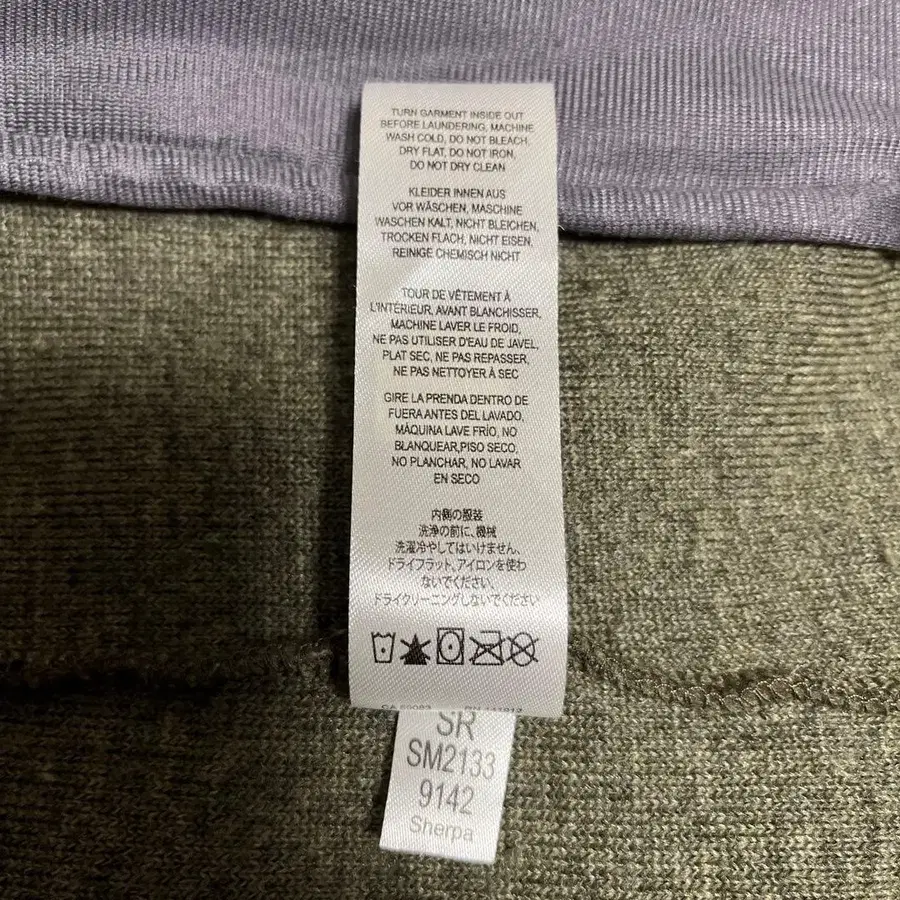 TURN GARMENT INSIDE OUT
BEFORE LAUNDERING, MACHINE
WASH COLD, DO NOT BLEACH,
DRY FLAT, DO NOT IRON,
DO NOT DRY CLEAN
KLEIDER INNEN AUS
VOR WÄSCHEN, MASCHINE
WASCHEN KALT, NICHT BLEICHEN,
TROCKEN FLACH, NICHT EISEN,
REINIGE CHEMISCH NICHT
TOUR DE VÊTEMENT À
L'INTÉRIEUR, AVANT BLANCHISSER,
MACHINE LAVER LE FROID,
NE PAS UTILISER D'EAU DE JAVEL,
PLAT SEC, NE PAS REPASSER,
NE PAS NETTOYER À SEC
GIRE LA PRENDA DENTRO DE
FUERA ANTES DEL LAVADO,
MÁQUINA LAVE FRÍO, NO
BLANQUEAR,PISO SECO,
NO PLANCHAR, NO LAVAR
EN SECO
内側の服装
洗浄の前に、機械
洗濯冷やしてはいけません、
ドライフラット、アイロンを使わ
ないでください、
ドライクリーニングしないでください
SR
SM2133
9142
Sherpa